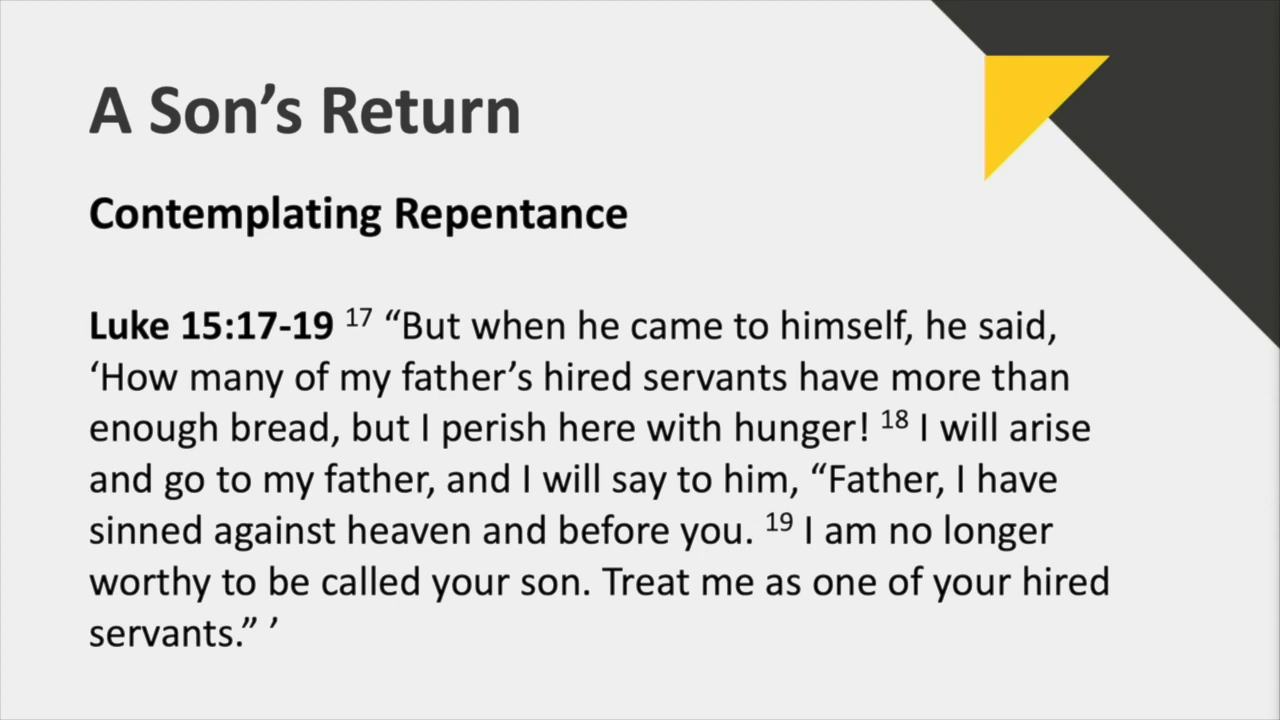 A Son’s Return
Contemplating Repentance
Luke 15:17-19 17 “But when he came to himself, he said,
‘How many of my father’s hired servants have more than
enough bread, but I perish here with hunger! 18 I will arise
and go to my father, and I will say to him, “Father, I have
sinned against heaven and before you. 19 I am no longer
worthy to be called your son. Treat me as one of your hired
servants.” ’